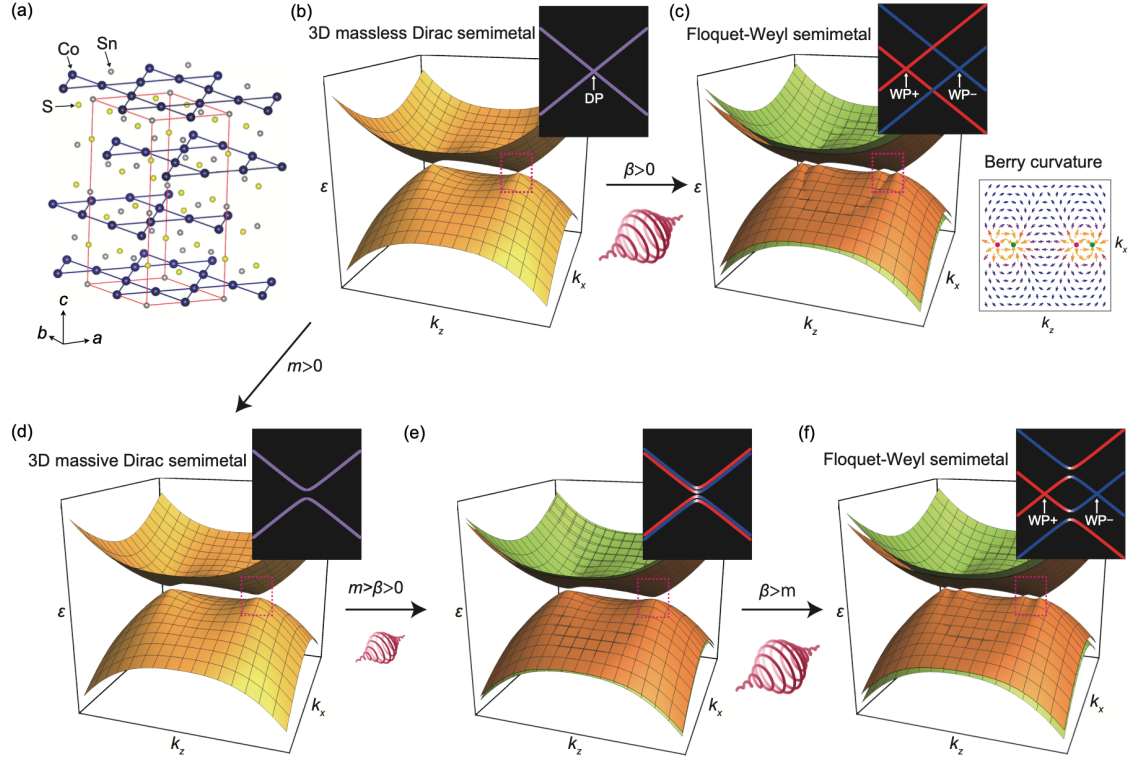 (a)
Co
Sn
S
c
b
a
(b)
3D massless Dirac semimetal
DP
ε
k_z
k_x
β>0
(c)
Floquet-Weyl semimetal
WP+
WP−
ε
k_z
k_x
Berry curvature
k_x
k_z
m>0
(d)
3D massive Dirac semimetal
ε
k_z
k_x
m>β>0
(e)
ε
k_z
k_x
β>m
(f)
Floquet-Weyl semimetal
WP+
WP−
ε
k_z
k_x